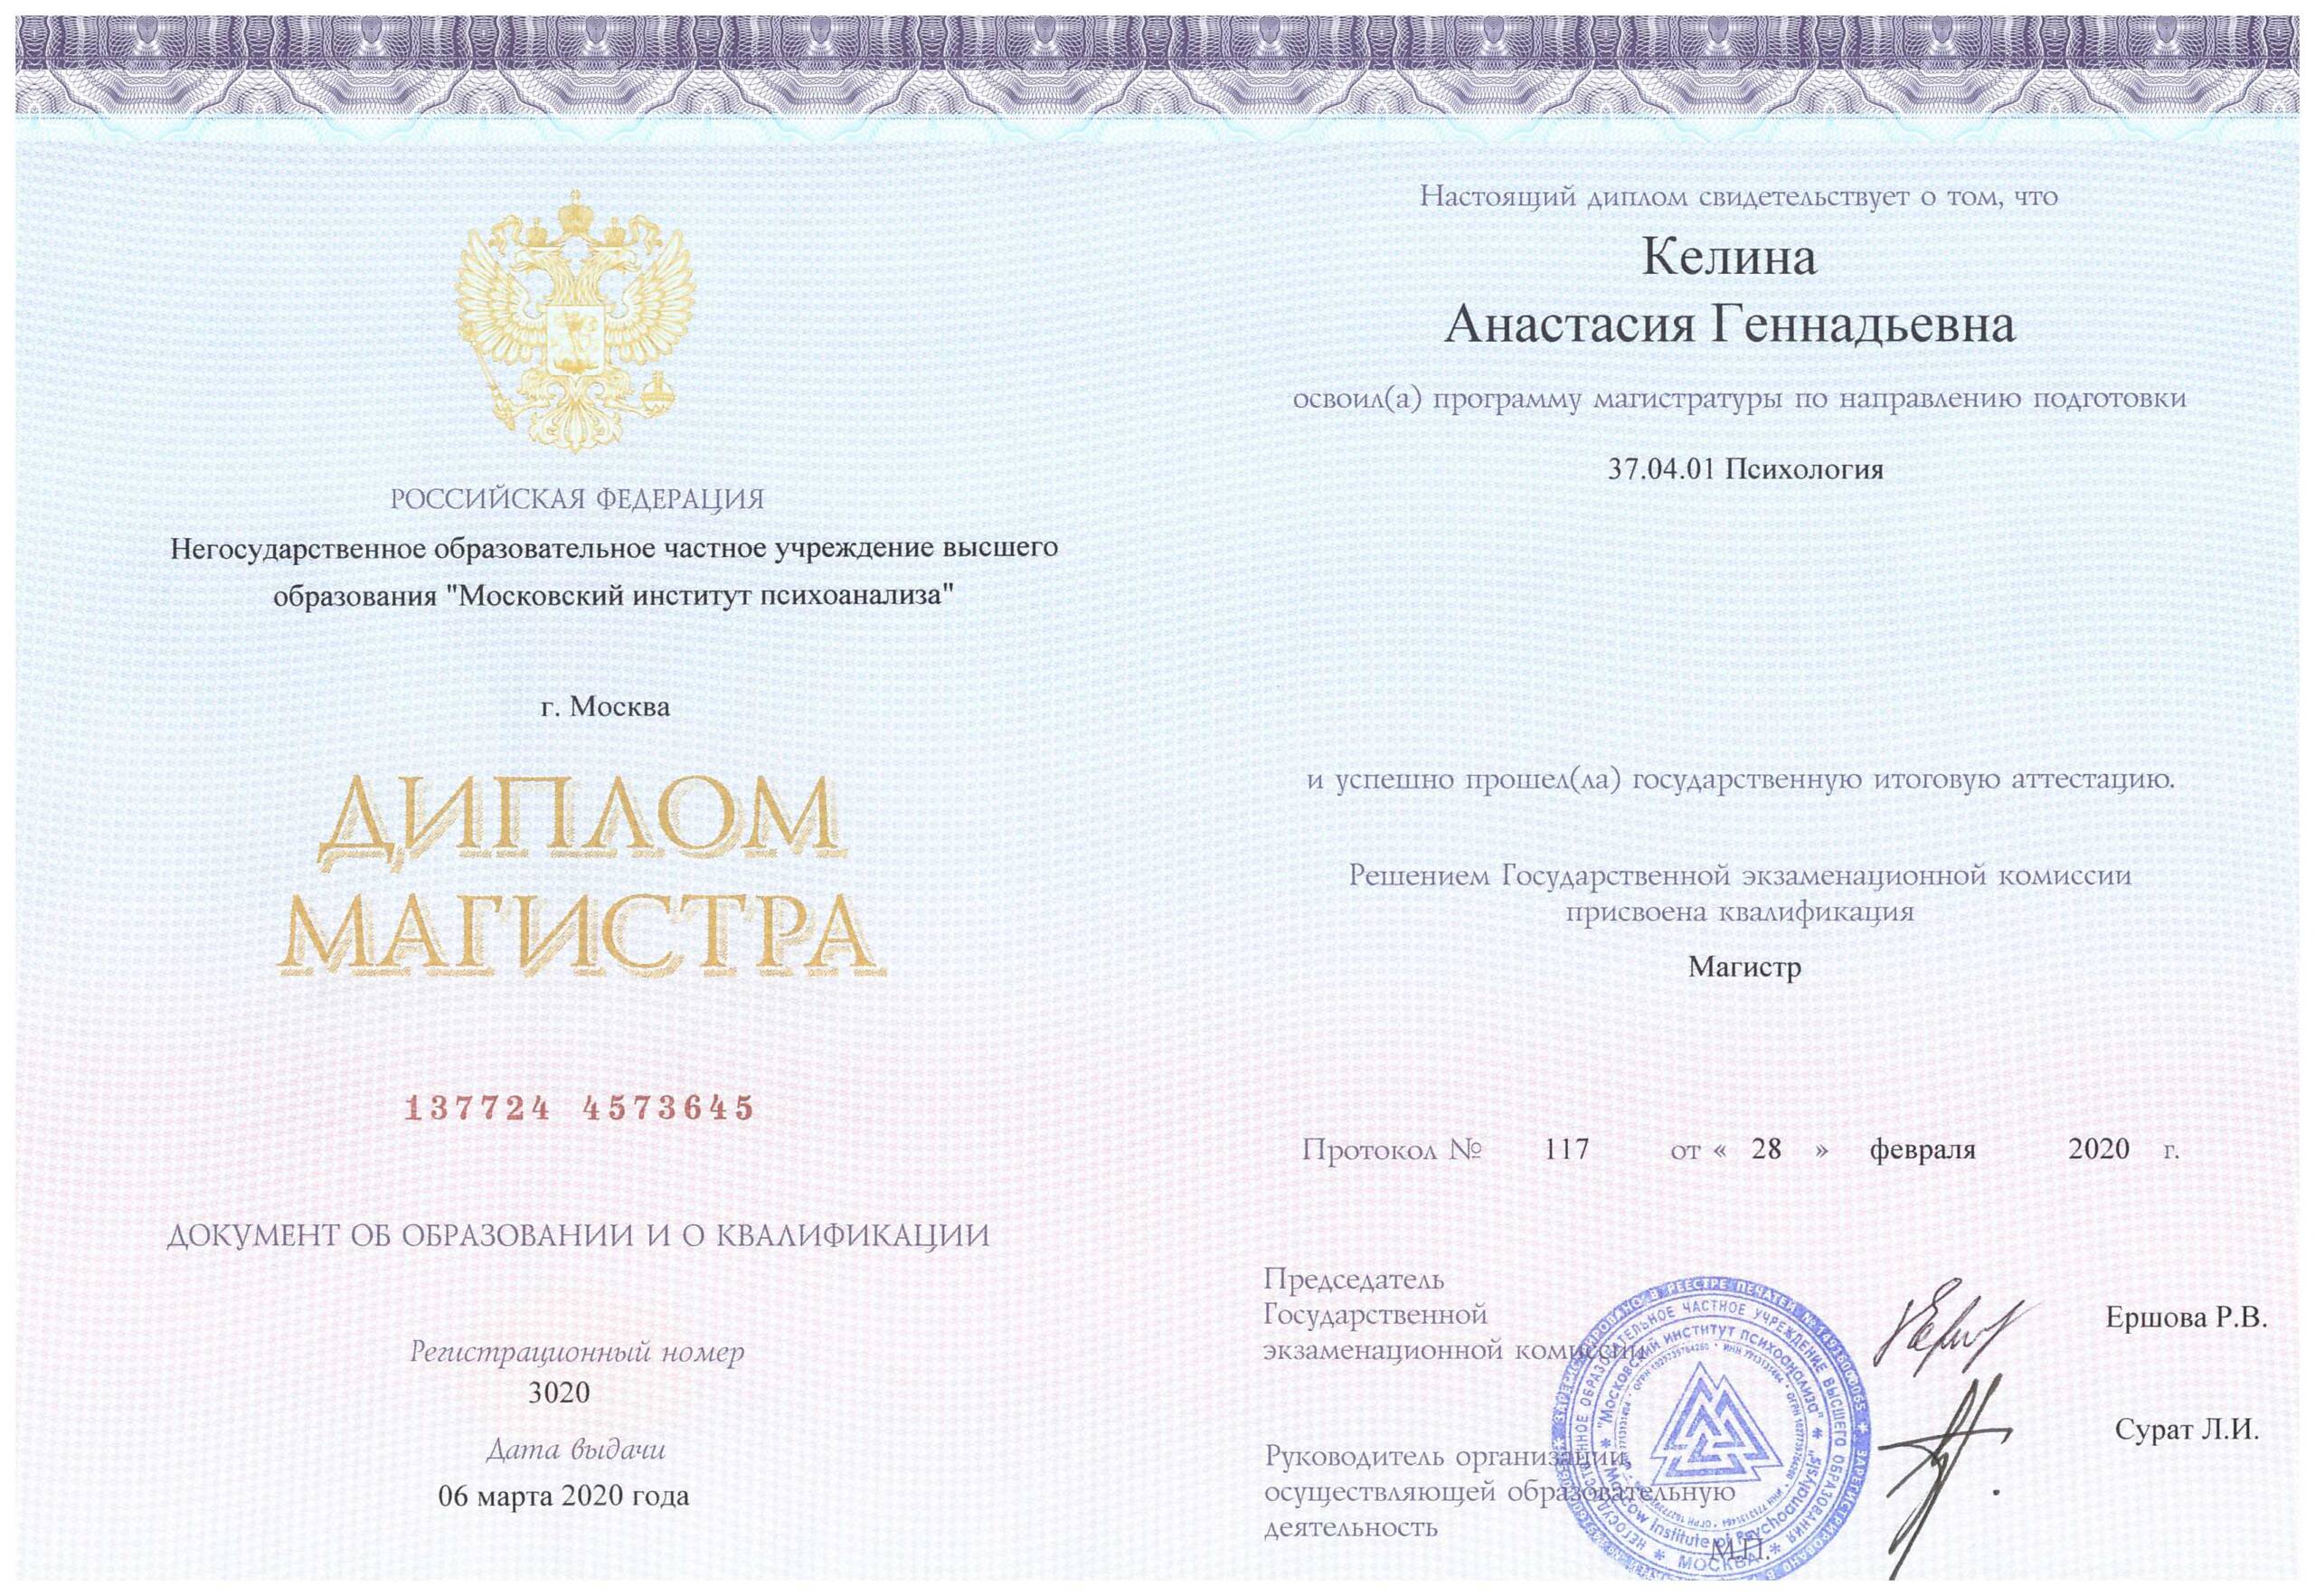 РОССИЙСКАЯ ФЕДЕРАЦИЯ
Негосударственное образовательное частное учреждение высшего
образования "Московский институт психоанализа"
г. Москва
ДИПЛОМ
МАГИСТРА
137724 4573645
ДОКУМЕНТ ОБ ОБРАЗОВАНИИ И О КВАЛИФИКАЦИИ
Регистрационный номер
3020
Дата выдачи
06 марта 2020 года
Настоящий диплом свидетельствует о том, что
Келина
Анастасия Геннадьевна
освоил(а) программу магистратуры по направлению подготовки
37.04.01 Психология
и успешно прошел(ла) государственную итоговую аттестацию.
Решением Государственной экзаменационной комиссии
присвоена квалификация
Магистр
Протокол № 117 от « 28 » февраля 2020 г.
Председатель
Государственной
экзаменационной комиссии
Ершова Р.В.
Руководитель организации,
осуществляющей образовательную
деятельность
Сурат Л.И.
М.П.
НЕГОСУДАРСТВЕННОЕ ОБРАЗОВАТЕЛЬНОЕ ЧАСТНОЕ УЧРЕЖДЕНИЕ ВЫСШЕГО ОБРАЗОВАНИЯ
"Московский институт психоанализа"
"Moscow Institute of Psychoanalysis"
МОСКВА